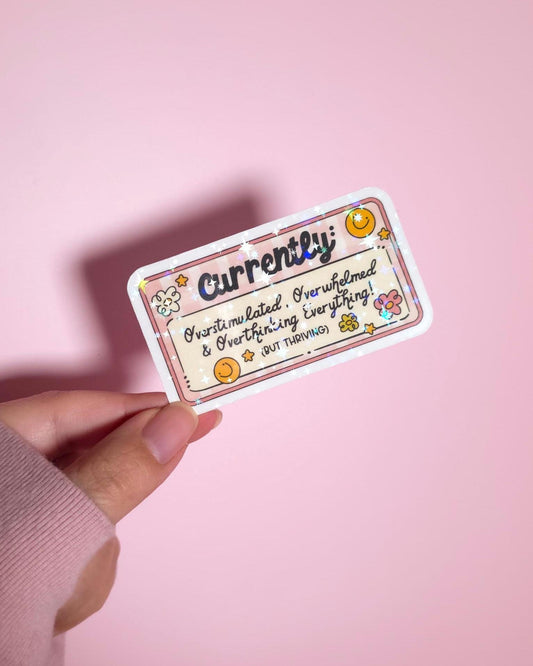 Currently:
Overstimulated, Overwhelmed
& Overthinking Everything!
(BUT THRIVING)